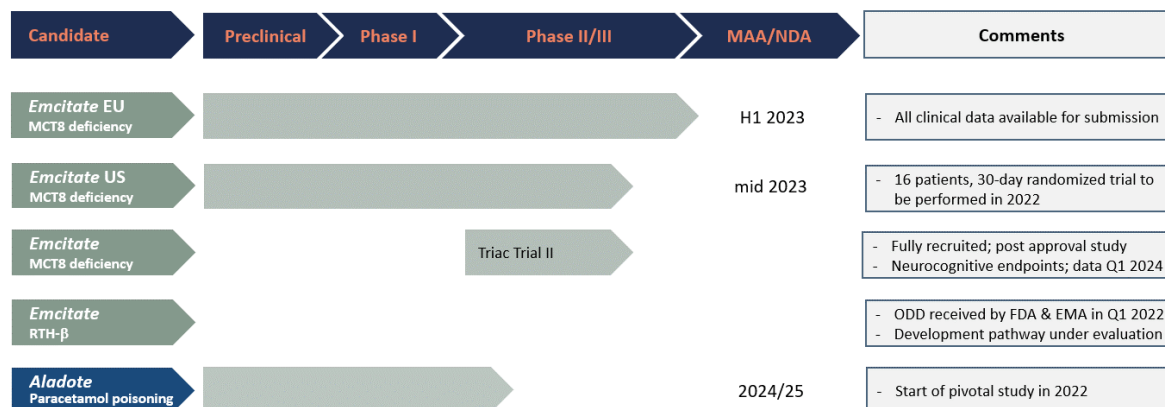 Candidate
Preclinical
Phase I
Phase II/III
MAA/NDA
Comments
Emcitate EU
MCT8 deficiency
H1 2023
- All clinical data available for submission
Emcitate US
MCT8 deficiency
mid 2023
- 16 patients, 30-day randomized trial to
be performed in 2022
Emcitate
MCT8 deficiency
Triac Trial II
- Fully recruited; post approval study
- Neurocognitive endpoints; data Q1 2024
Emcitate
RTH-β
- ODD received by FDA & EMA in Q1 2022
- Development pathway under evaluation
Aladote
Paracetamol poisoning
2024/25
- Start of pivotal study in 2022